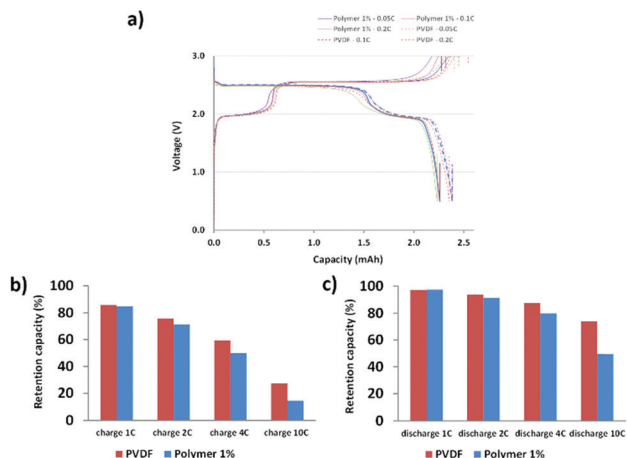 a)
Polymer 1% - 0.05C
Polymer 1% - 0.1C
Polymer 1% - 0.2C
PVDF - 0.05C
PVDF - 0.1C
PVDF - 0.2C
3.0
2.0
1.0
0.0
Voltage (V)
0.0 0.5 1.0 1.5 2.0 2.5
Capacity (mAh)
b)
100
80
60
40
20
0
Retention capacity (%)
charge 1C charge 2C charge 4C charge 10C
PVDF Polymer 1%
c)
100
80
60
40
20
0
Retention capacity (%)
discharge 1C discharge 2C discharge 4C discharge 10C
PVDF Polymer 1%